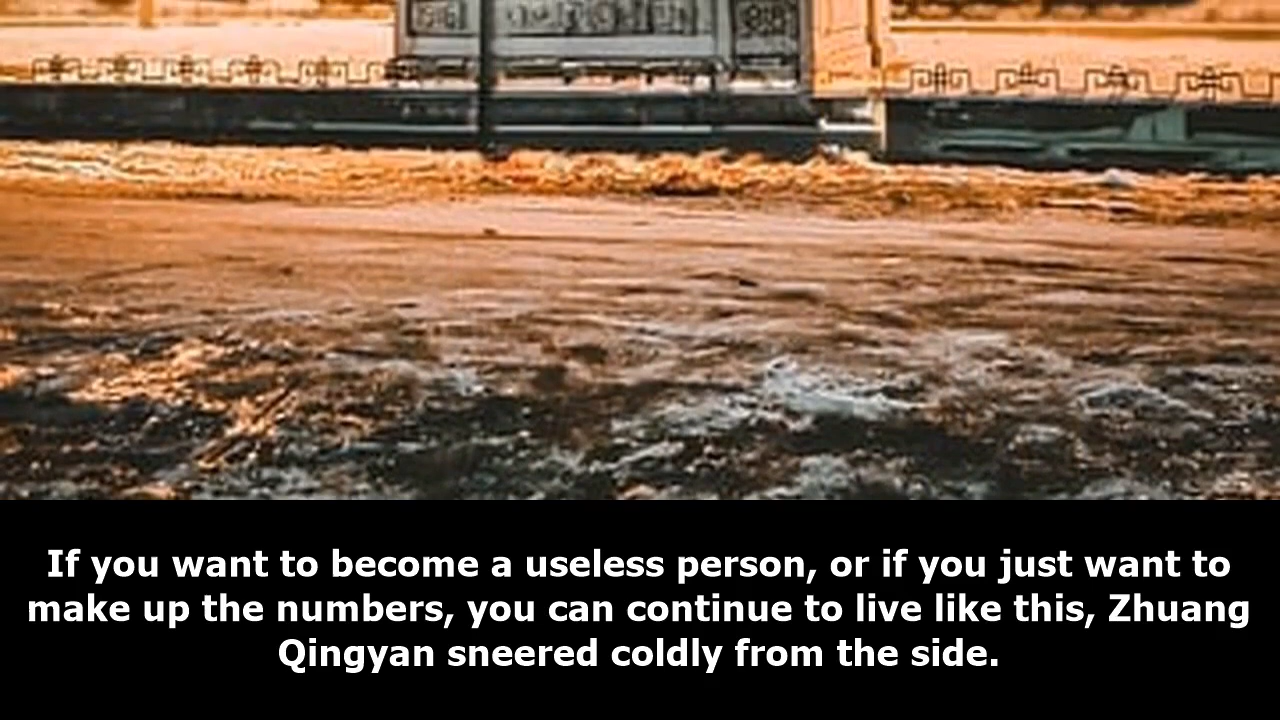 If you want to become a useless person, or if you just want to
make up the numbers, you can continue to live like this, Zhuang
Qingyan sneered coldly from the side.